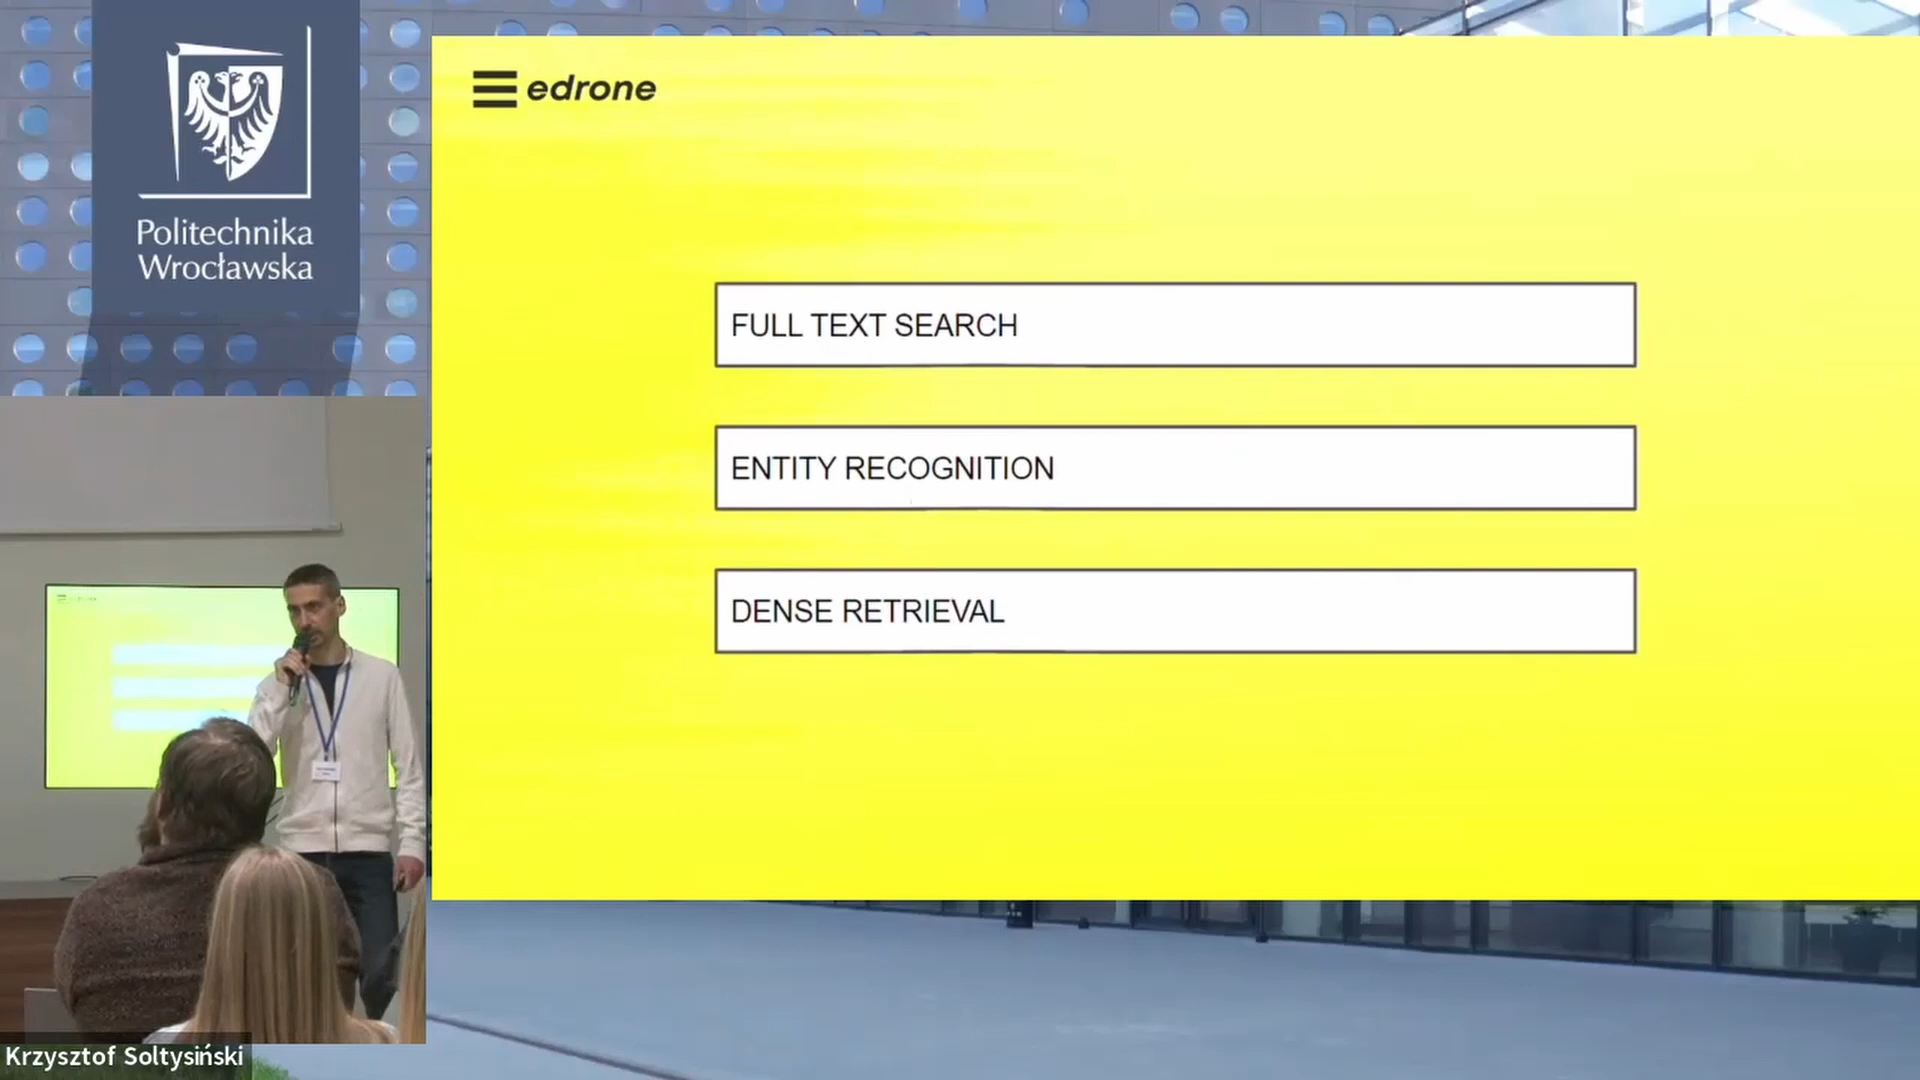 Politechnika
Wrocławska
edrone
FULL TEXT SEARCH
ENTITY RECOGNITION
DENSE RETRIEVAL
Krzysztof Soltysiński